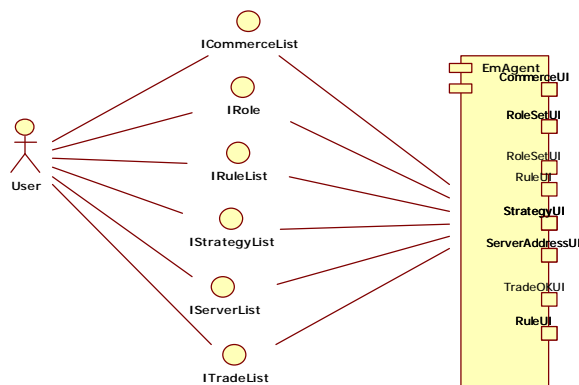 ICommerceList
EmAgent
CommerceUI
IRole
RoleSetUI
User
IRuleList
RoleSetUI
RuleUI
IStrategyList
StrategyUI
ServerAddressUI
IServerList
TradeOKUI
RuleUI
ITradeList